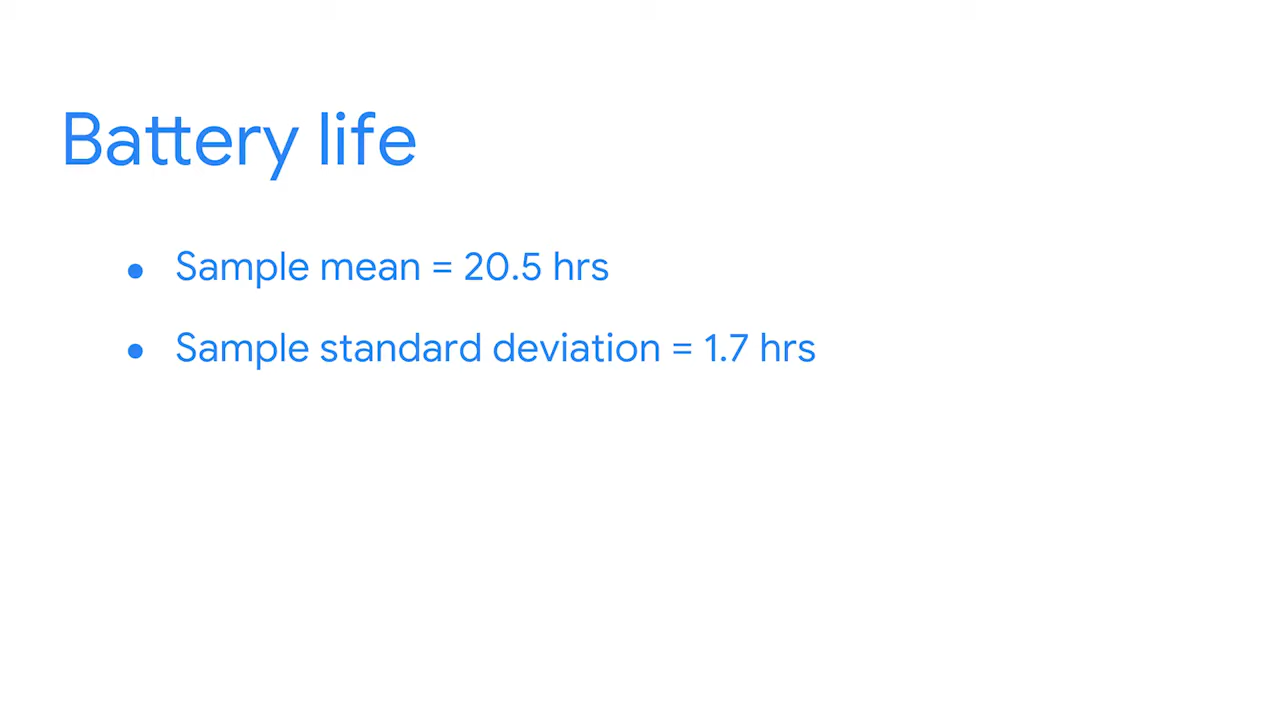 Battery life
● Sample mean = 20.5 hrs
● Sample standard deviation = 1.7 hrs